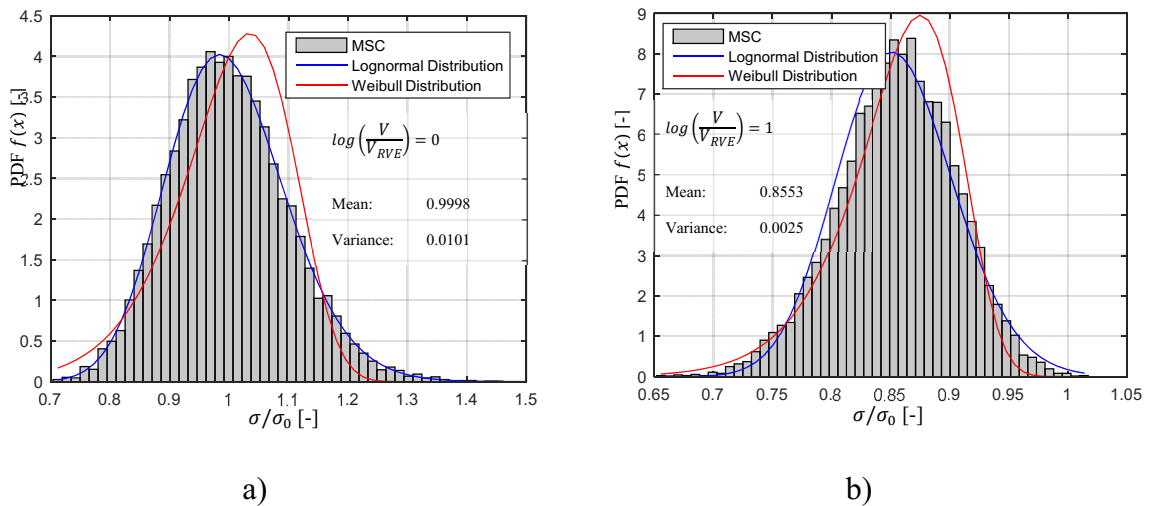 4.5
4
3.5
3
2.5
2
1.5
1
0.5
0
PDF f(x) [-]
MSC
Lognormal Distribution
Weibull Distribution
log(V/V_RVE) = 0
Mean: 0.9998
Variance: 0.0101
0.7 0.8 0.9 1 1.1 1.2 1.3 1.4 1.5
σ/σ₀ [-]
a)
9
8
7
6
5
4
3
2
1
0
PDF f(x) [-]
MSC
Lognormal Distribution
Weibull Distribution
log(V/V_RVE) = 1
Mean: 0.8553
Variance: 0.0025
0.65 0.7 0.75 0.8 0.85 0.9 0.95 1 1.05
σ/σ₀ [-]
b)